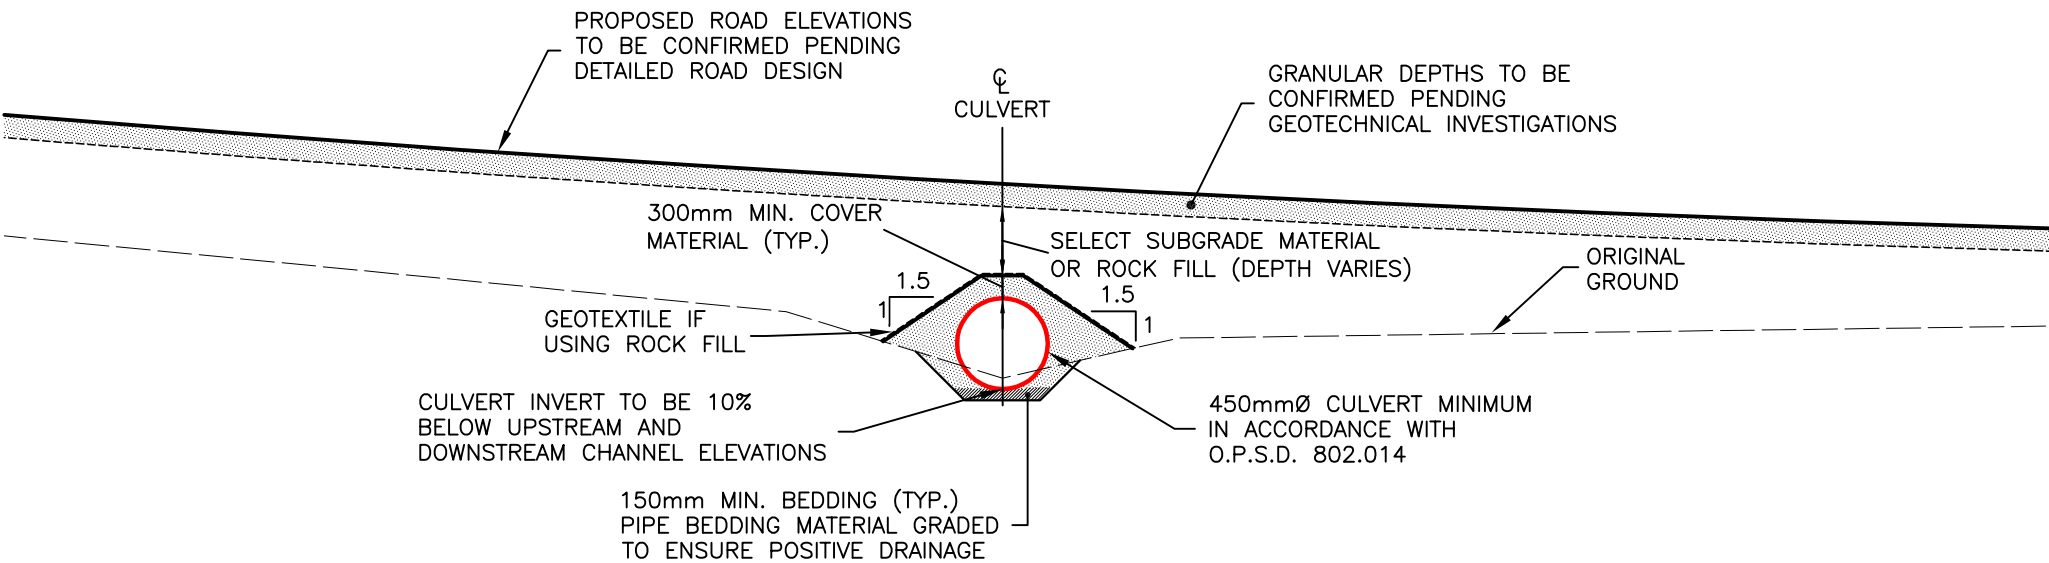 PROPOSED ROAD ELEVATIONS
TO BE CONFIRMED PENDING
DETAILED ROAD DESIGN
℄
CULVERT
GRANULAR DEPTHS TO BE
CONFIRMED PENDING
GEOTECHNICAL INVESTIGATIONS
300mm MIN. COVER
MATERIAL (TYP.)
SELECT SUBGRADE MATERIAL
OR ROCK FILL (DEPTH VARIES)
ORIGINAL
GROUND
1.5
1
1.5
1
GEOTEXTILE IF
USING ROCK FILL
CULVERT INVERT TO BE 10%
BELOW UPSTREAM AND
DOWNSTREAM CHANNEL ELEVATIONS
450mmØ CULVERT MINIMUM
IN ACCORDANCE WITH
O.P.S.D. 802.014
150mm MIN. BEDDING (TYP.)
PIPE BEDDING MATERIAL GRADED
TO ENSURE POSITIVE DRAINAGE